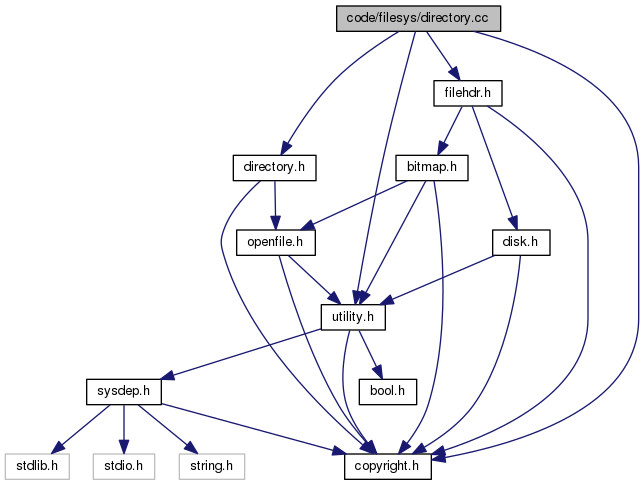 code/filesys/directory.cc
filehdr.h
directory.h
bitmap.h
openfile.h
disk.h
utility.h
sysdep.h
bool.h
stdlib.h
stdio.h
string.h
copyright.h